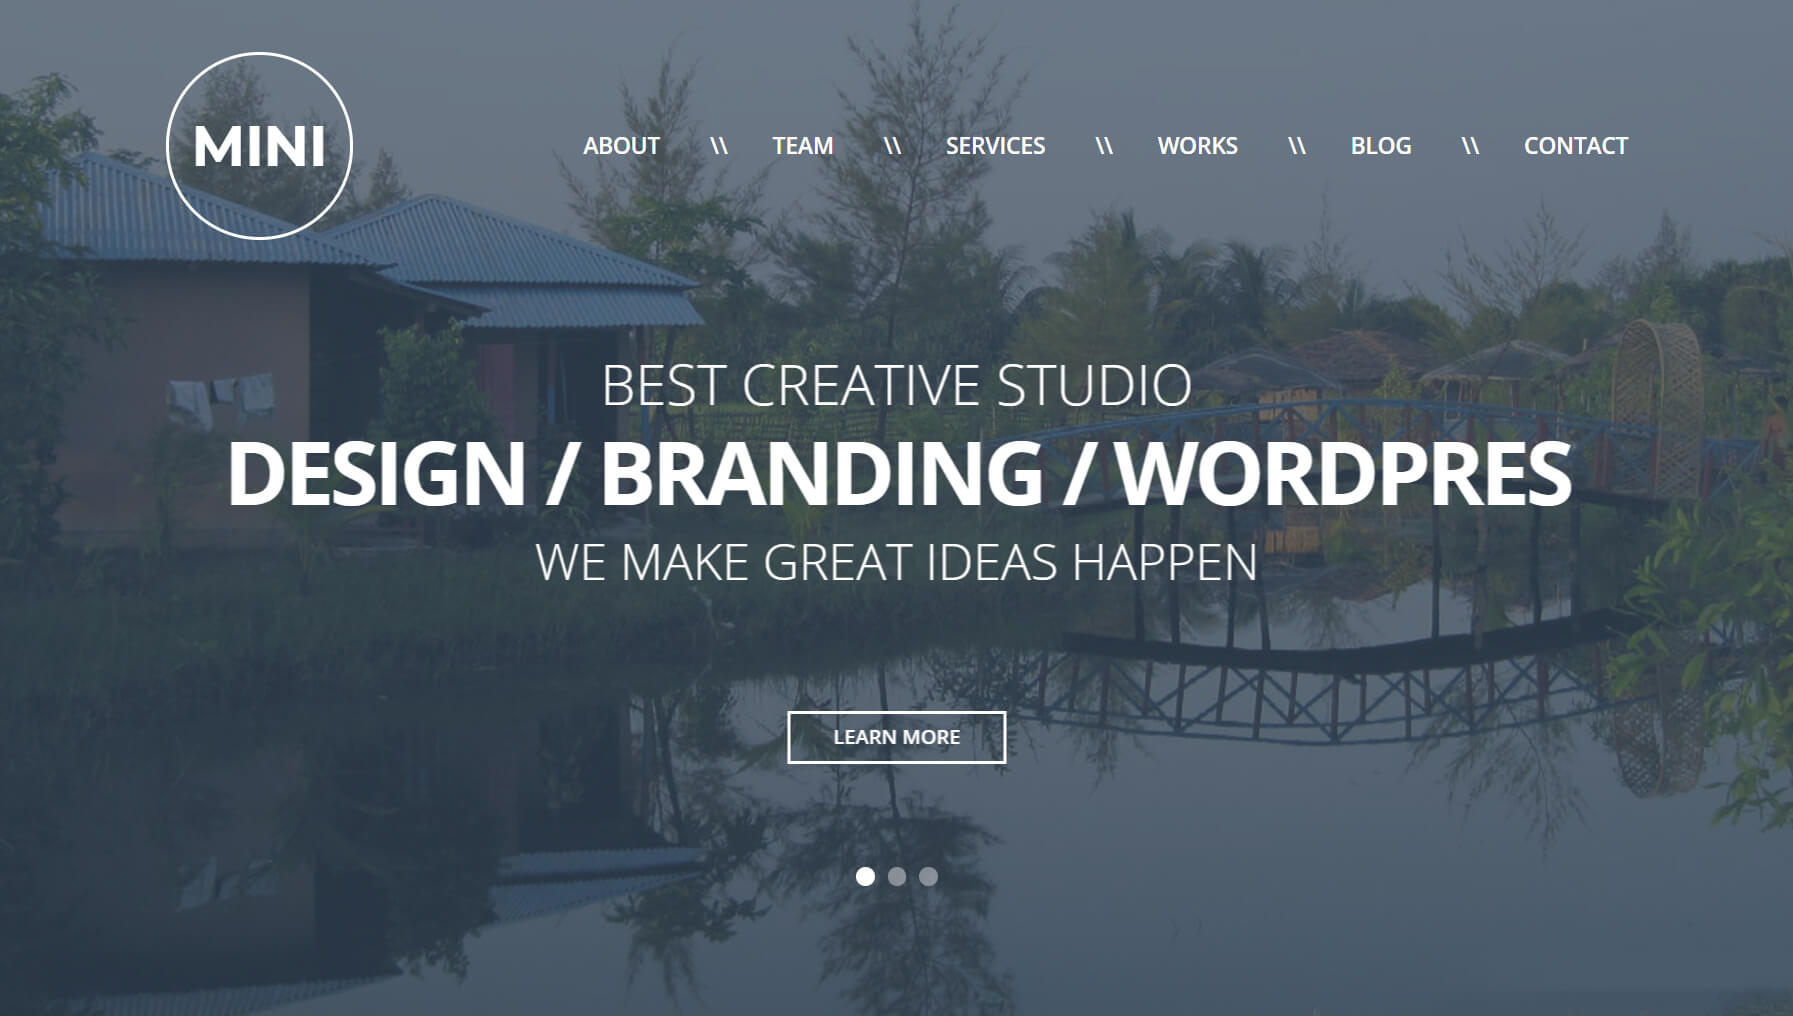 MINI
ABOUT \\ TEAM \\ SERVICES \\ WORKS \\ BLOG \\ CONTACT
BEST CREATIVE STUDIO
DESIGN / BRANDING / WORDPRES
WE MAKE GREAT IDEAS HAPPEN
LEARN MORE